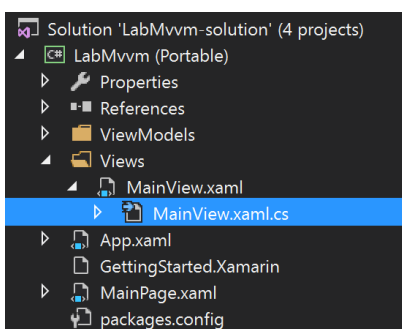 Solution 'LabMvvm-solution' (4 projects)
C# LabMvvm (Portable)
Properties
References
ViewModels
Views
MainView.xaml
MainView.xaml.cs
App.xaml
GettingStarted.Xamarin
MainPage.xaml
packages.config